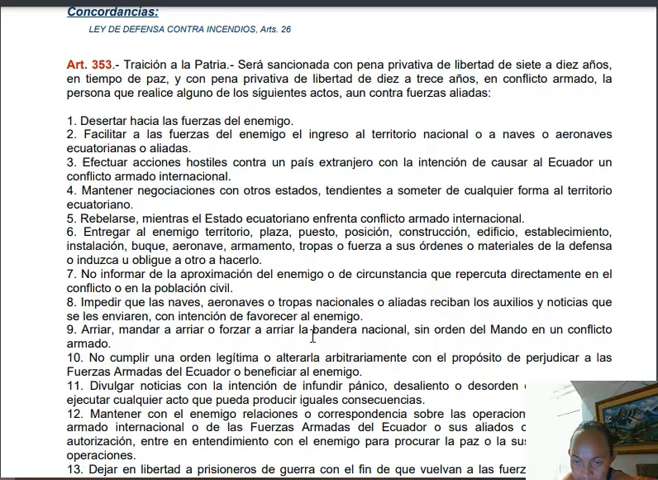 Concordancias:
LEY DE DEFENSA CONTRA INCENDIOS, Arts. 26
Art. 353.- Traición a la Patria.- Será sancionada con pena privativa de libertad de siete a diez años,
en tiempo de paz, y con pena privativa de libertad de diez a trece años, en conflicto armado, la
persona que realice alguno de los siguientes actos, aun contra fuerzas aliadas:
1. Desertar hacia las fuerzas del enemigo.
2. Facilitar a las fuerzas del enemigo el ingreso al territorio nacional o a naves o aeronaves
ecuatorianas o aliadas.
3. Efectuar acciones hostiles contra un país extranjero con la intención de causar al Ecuador un
conflicto armado internacional.
4. Mantener negociaciones con otros estados, tendientes a someter de cualquier forma al territorio
ecuatoriano.
5. Rebelarse, mientras el Estado ecuatoriano enfrenta conflicto armado internacional.
6. Entregar al enemigo territorio, plaza, puesto, posición, construcción, edificio, establecimiento,
instalación, buque, aeronave, armamento, tropas o fuerza a sus órdenes o materiales de la defensa
o induzca u obligue a otro a hacerlo.
7. No informar de la aproximación del enemigo o de circunstancia que repercuta directamente en el
conflicto o en la población civil.
8. Impedir que las naves, aeronaves o tropas nacionales o aliadas reciban los auxilios y noticias que
se les enviaren, con intención de favorecer al enemigo.
9. Arriar, mandar a arriar o forzar a arriar la bandera nacional, sin orden del Mando en un conflicto
armado.
10. No cumplir una orden legítima o alterarla arbitrariamente con el propósito de perjudicar a las
Fuerzas Armadas del Ecuador o beneficiar al enemigo.
11. Divulgar noticias con la intención de infundir pánico, desaliento o desorden
ejecutar cualquier acto que pueda producir iguales consecuencias.
12. Mantener con el enemigo relaciones o correspondencia sobre las operacion
armado internacional o de las Fuerzas Armadas del Ecuador o sus aliados
autorización, entre en entendimiento con el enemigo para procurar la paz o la sus
operaciones.
13. Dejar en libertad a prisioneros de guerra con el fin de que vuelvan a las fuerz